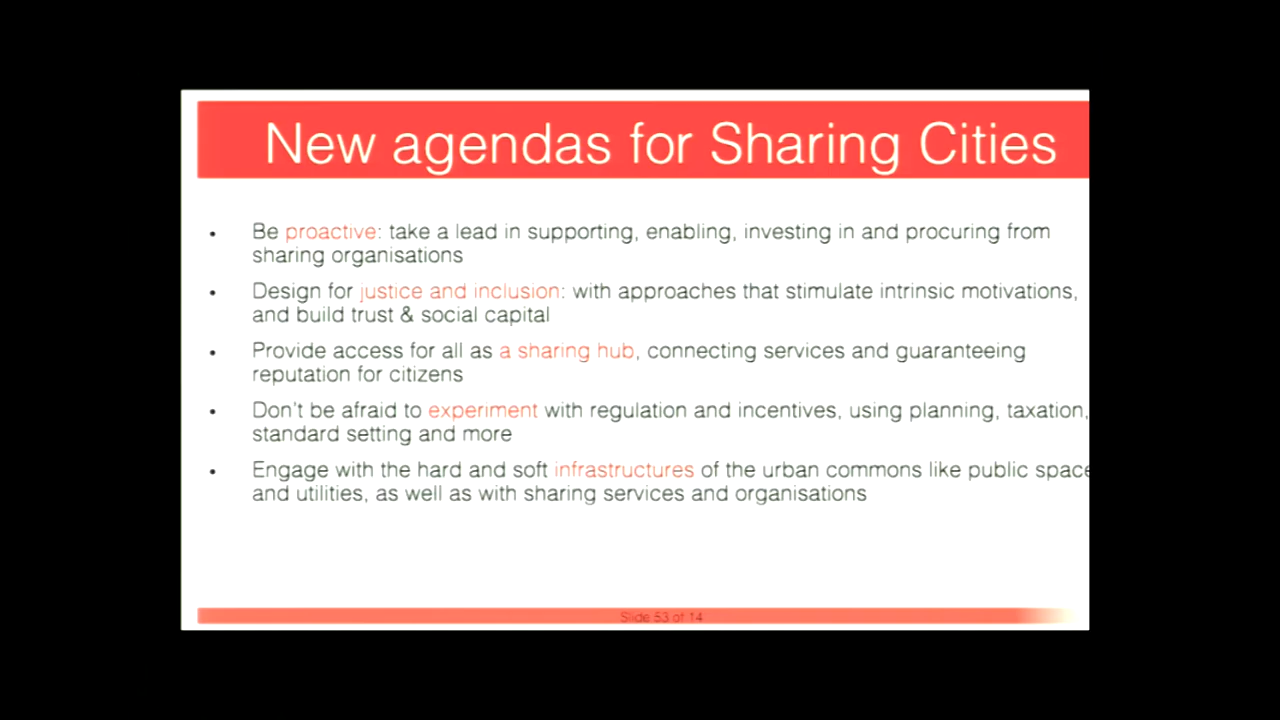 New agendas for Sharing Cities
• Be proactive: take a lead in supporting, enabling, investing in and procuring from
sharing organisations
• Design for justice and inclusion: with approaches that stimulate intrinsic motivations,
and build trust & social capital
• Provide access for all as a sharing hub, connecting services and guaranteeing
reputation for citizens
• Don't be afraid to experiment with regulation and incentives, using planning, taxation,
standard setting and more
• Engage with the hard and soft infrastructures of the urban commons like public space
and utilities, as well as with sharing services and organisations
Slide 53 of 14